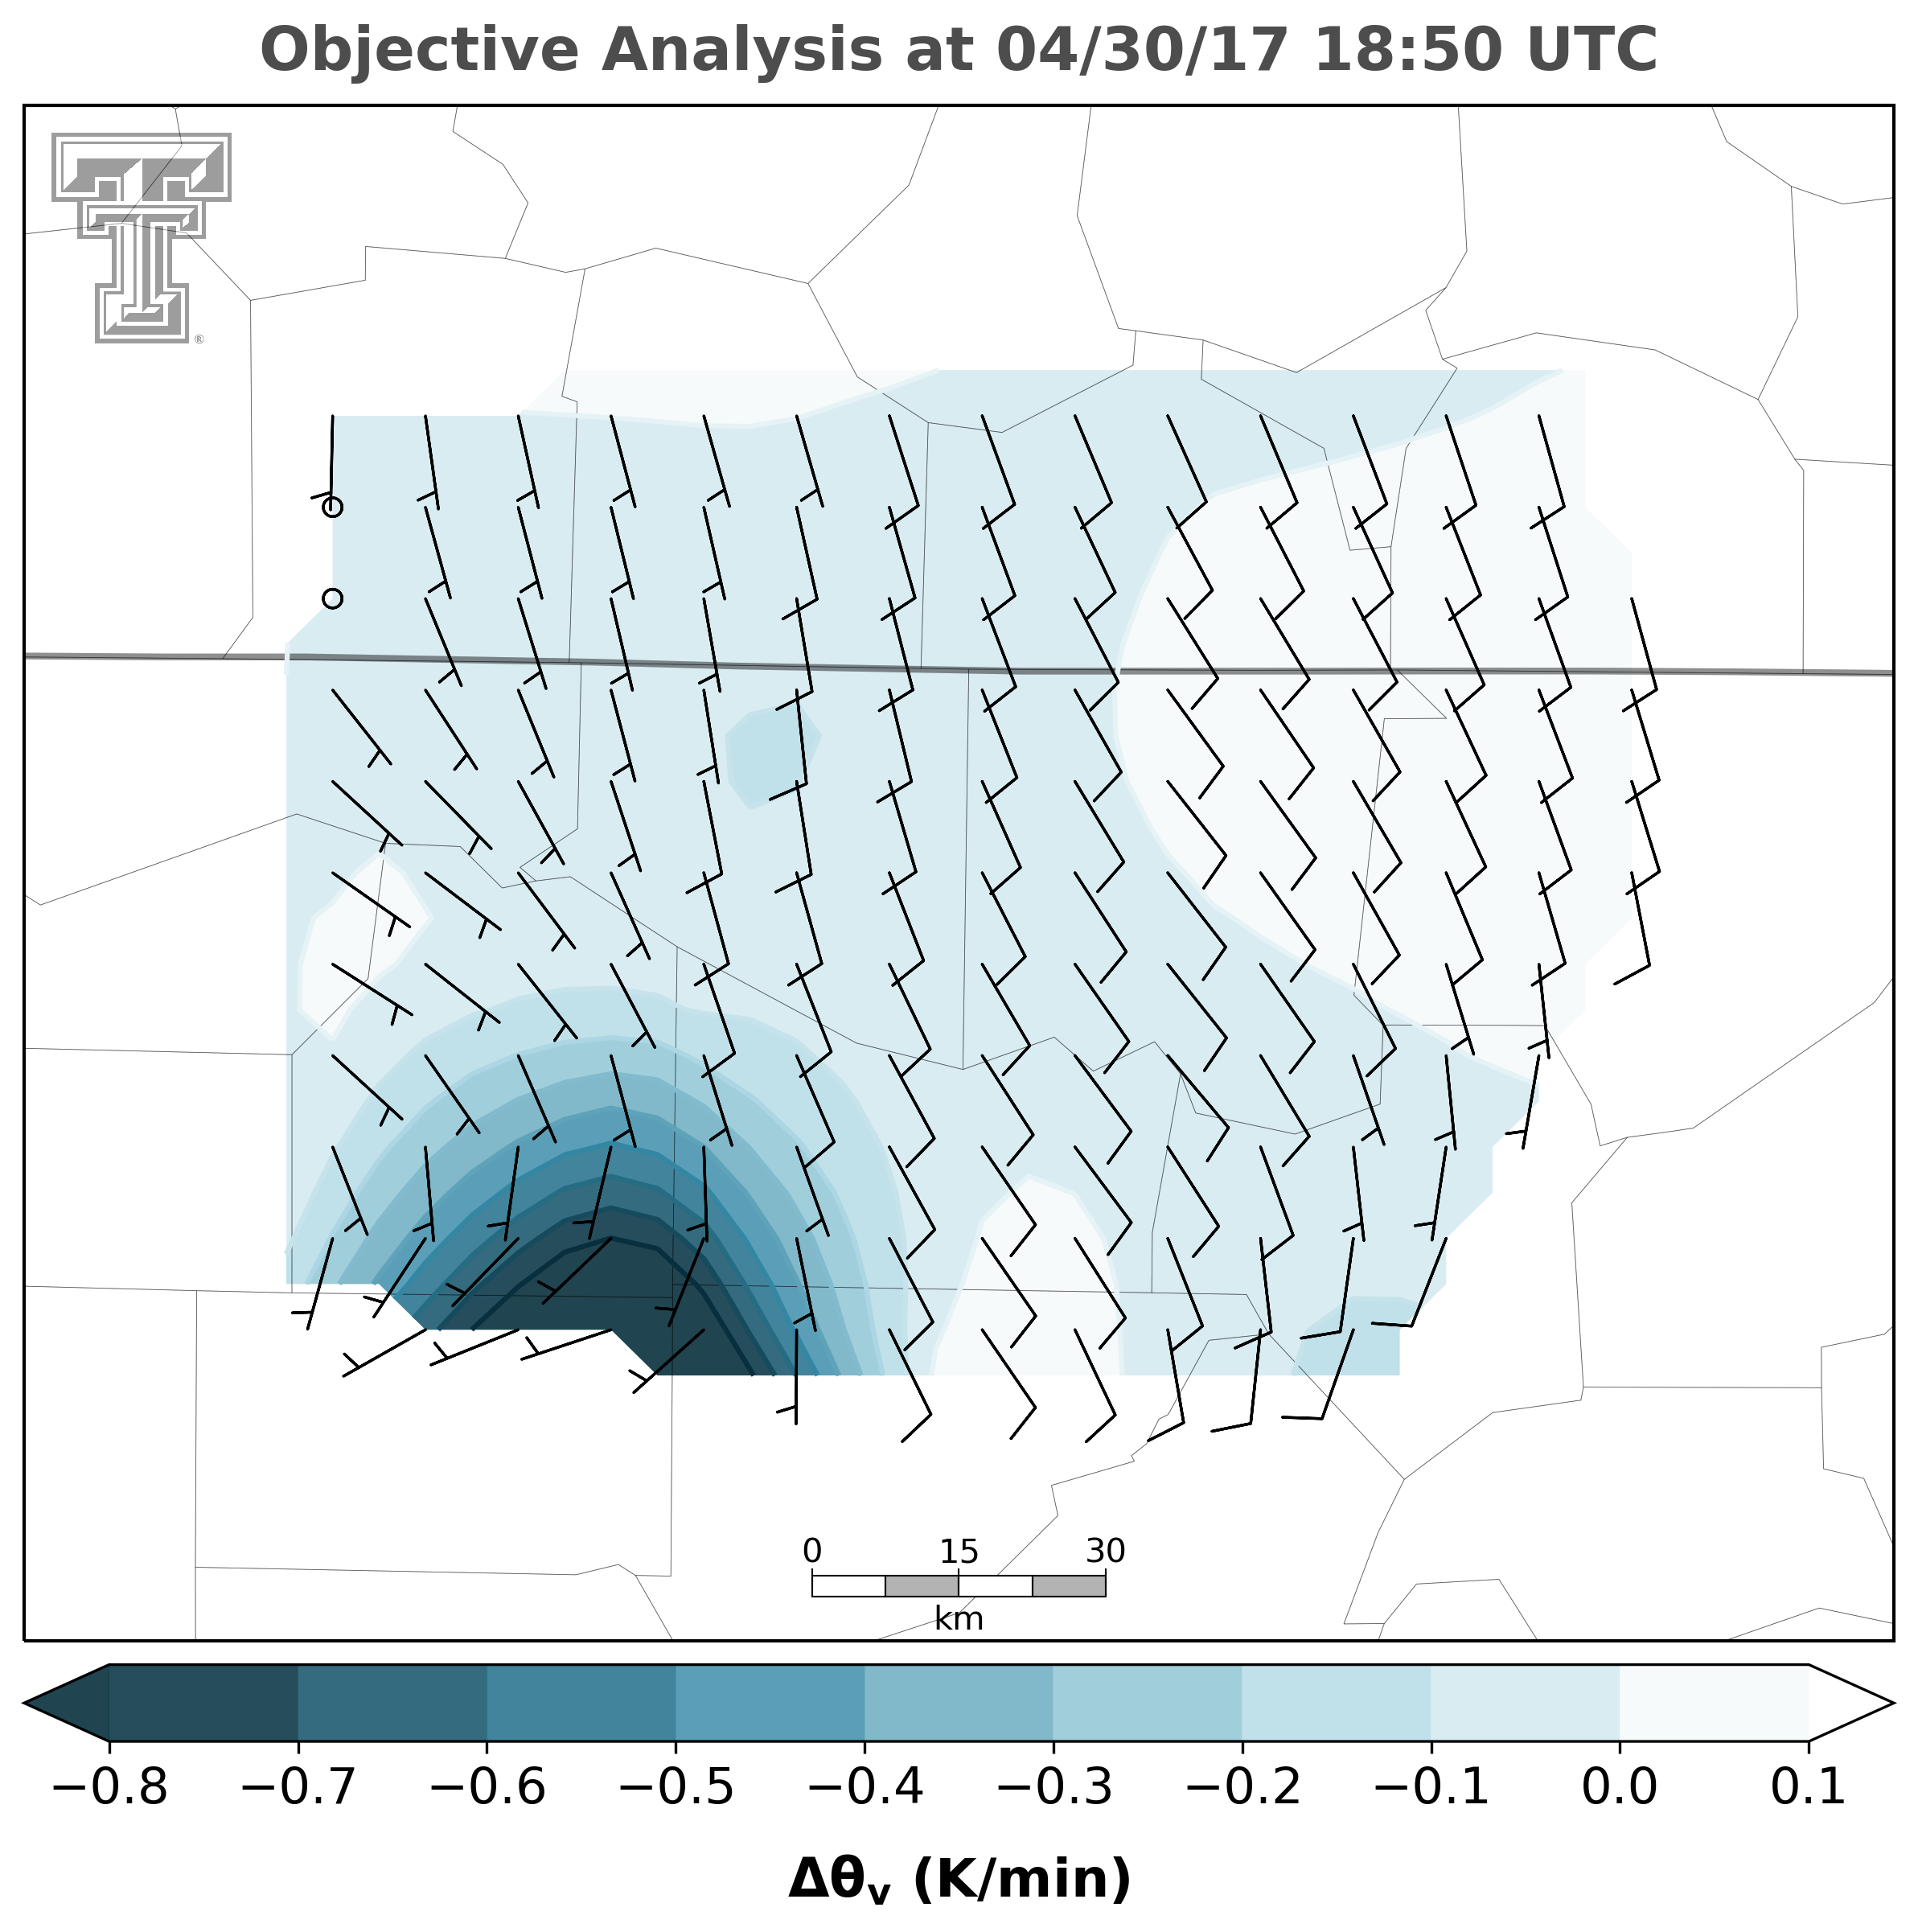 Objective Analysis at 04/30/17 18:50 UTC
®
0 15 30
km
−0.8 −0.7 −0.6 −0.5 −0.4 −0.3 −0.2 −0.1 0.0 0.1
Δθv (K/min)